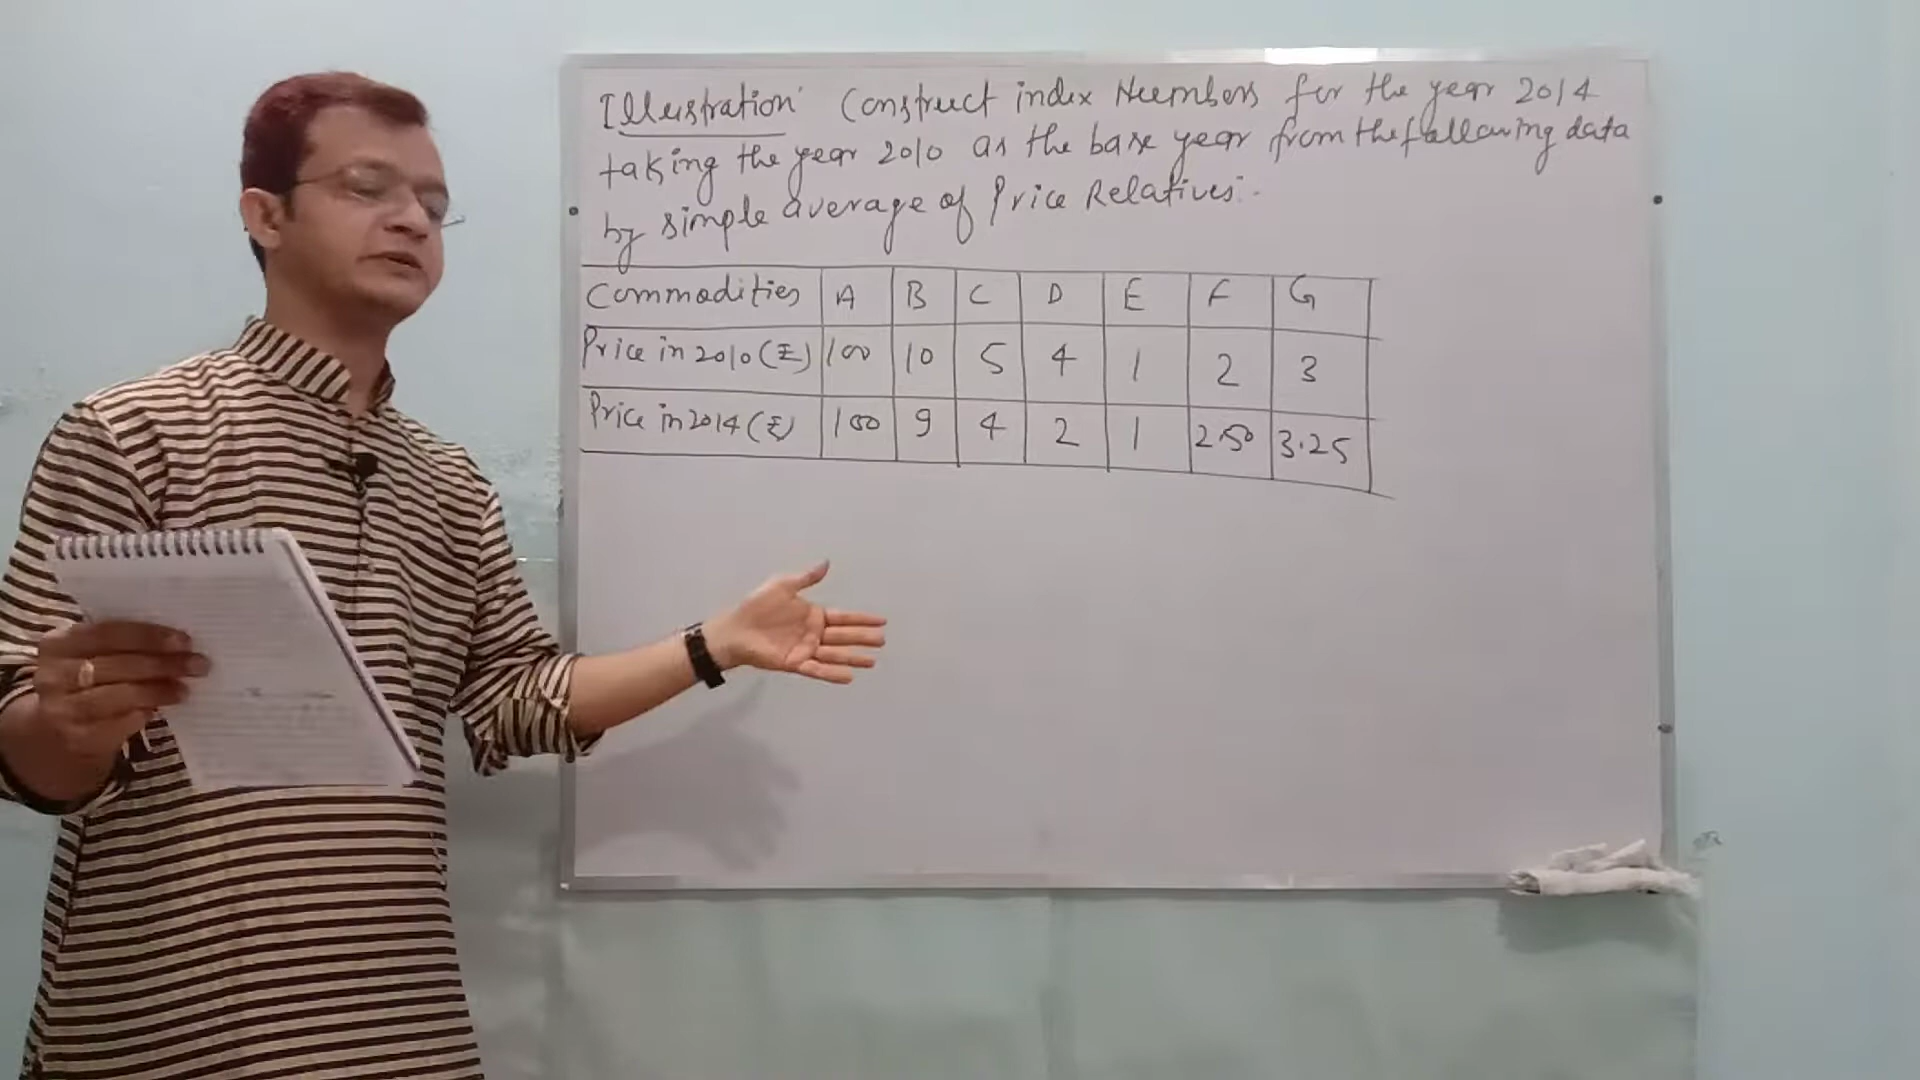 Illustration: Construct index Numbers for the year 2014
taking the year 2010 as the base year from the following data
by simple average of Price Relatives:-
Commodities A B C D E F G
Price in 2010 (₹) 100 10 5 4 1 2 3
Price in 2014 (₹) 100 9 4 2 1 2.50 3.25